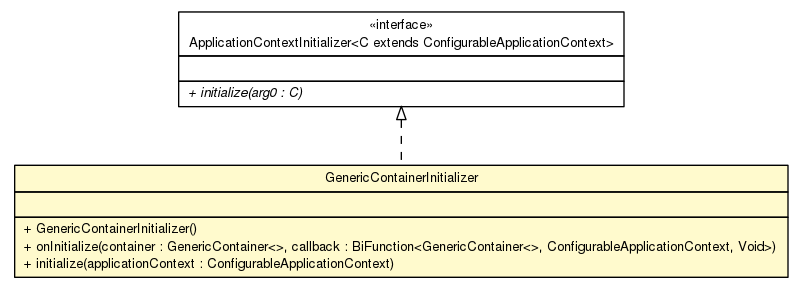 «interface»
ApplicationContextInitializer<C extends ConfigurableApplicationContext>
+ initialize(arg0 : C)
GenericContainerInitializer
+ GenericContainerInitializer()
+ onInitialize(container : GenericContainer<>, callback : BiFunction<GenericContainer<>, ConfigurableApplicationContext, Void>)
+ initialize(applicationContext : ConfigurableApplicationContext)